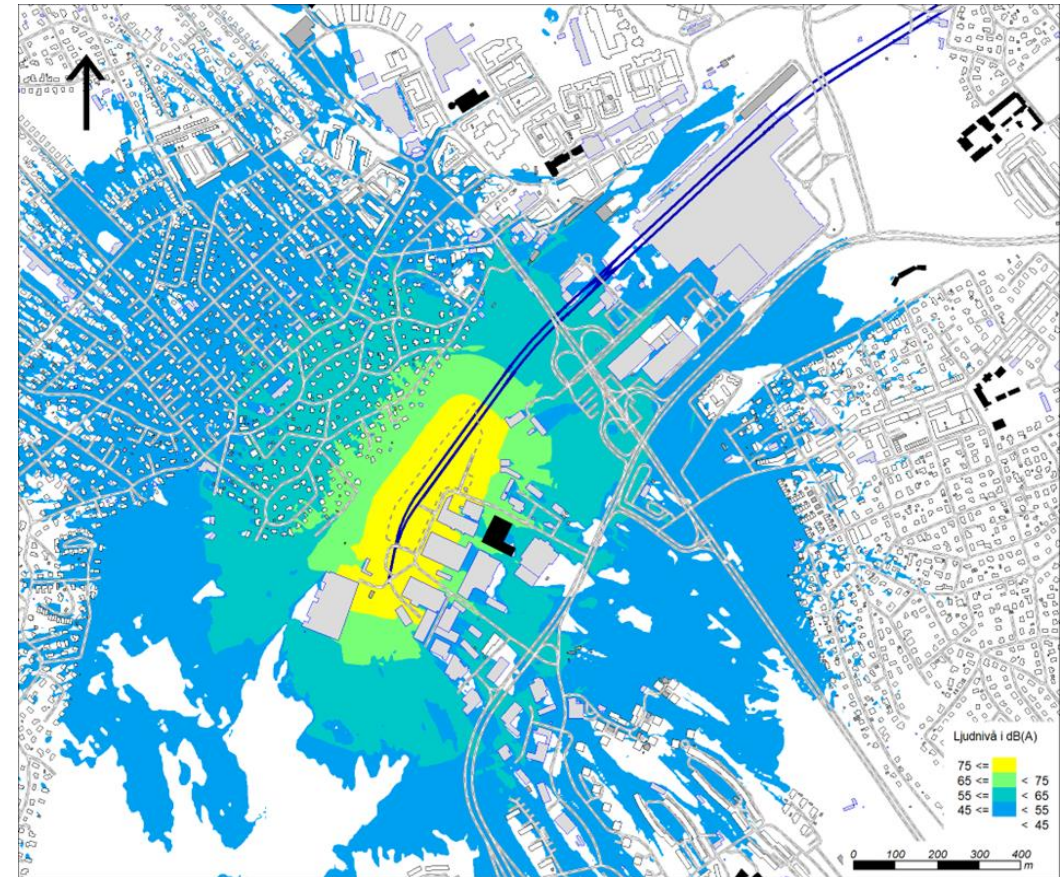 Ljudnivå i dB(A)
75 <=
65 <= < 75
55 <= < 65
45 <= < 55
< 45
0 100 200 300 400
m